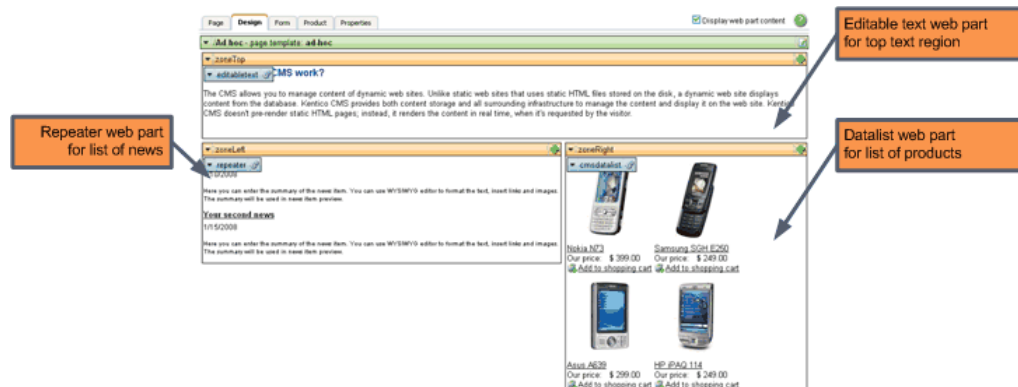 Page Design Form Product Properties
Display web part content
/Ad hoc - page template: ad-hoc
zoneTop
editabletext CMS work?
The CMS allows you to manage content of dynamic web sites. Unlike static web sites that uses static HTML files stored on the disk, a dynamic web site displays
content from the database. Kentico CMS provides both content storage and all surrounding infrastructure to manage the content and display it on the web site. Kentico
CMS doesn't pre-render static HTML pages; instead, it renders the content in real time, when it's requested by the visitor.
Editable text web part
for top text region
Repeater web part
for list of news
zoneLeft
repeater
Here you can enter the summary of the news item. You can use WYSIWYG editor to format the text, insert links and images.
The summary will be used in news item preview.
Your second news
1/15/2008
Here you can enter the summary of the news item. You can use WYSIWYG editor to format the text, insert links and images.
The summary will be used in news item preview.
zoneRight
cmsdatalist
Datalist web part
for list of products
Nokia N73 Samsung SGH E250
Our price: $ 399.00 Our price: $ 249.00
Add to shopping cart Add to shopping cart
Asus A639 HP iPAQ 114
Our price: $ 299.00 Our price: $ 249.00
Add to shopping cart Add to shopping cart